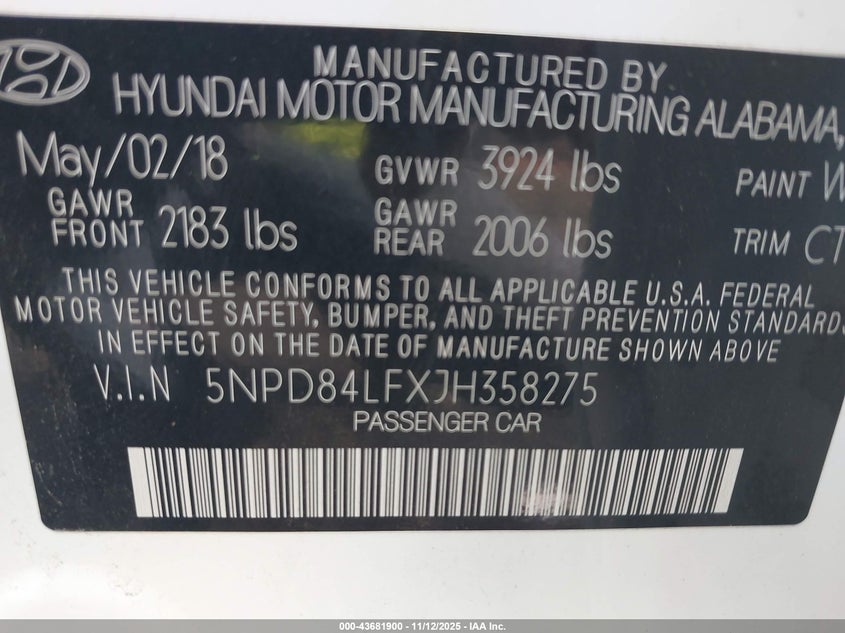 MANUFACTURED BY
HYUNDAI MOTOR MANUFACTURING ALABAMA,
May/02/18 GVWR 3924 lbs PAINT
GAWR FRONT 2183 lbs GAWR REAR 2006 lbs TRIM
THIS VEHICLE CONFORMS TO ALL APPLICABLE U.S.A. FEDERAL
MOTOR VEHICLE SAFETY, BUMPER, AND THEFT PREVENTION STANDARDS
IN EFFECT ON THE DATE OF MANUFACTURE SHOWN ABOVE
V.I.N 5NPD84LFXJH358275
PASSENGER CAR
000-43681900 - 11/12/2025 - IAA Inc.